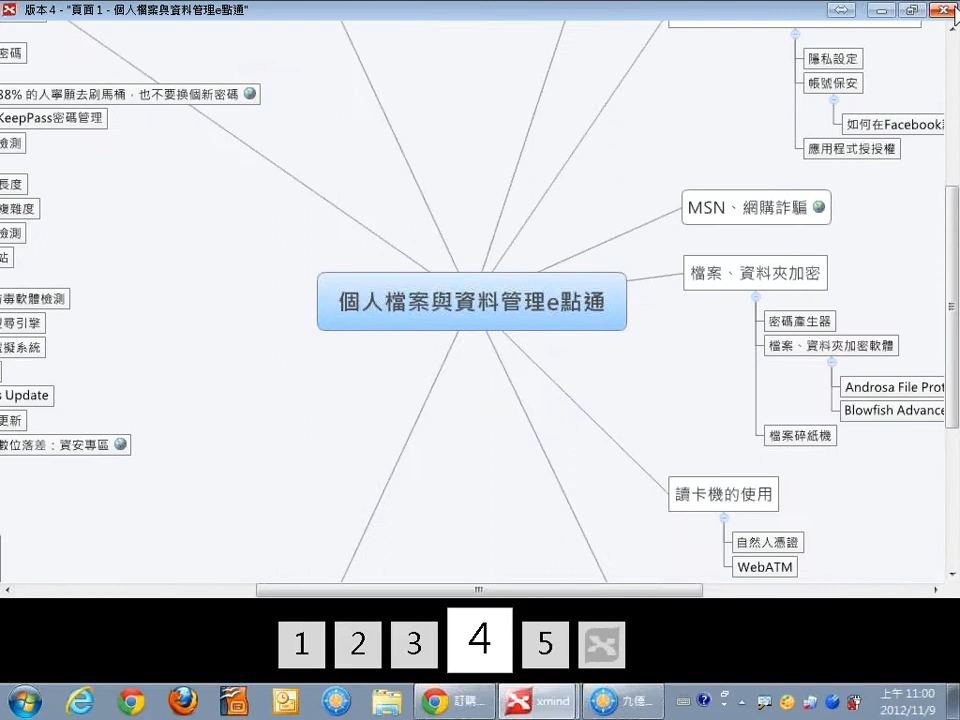 版本 4 - "頁面 1 - 個人檔案與資料管理e點通"
密碼
88% 的人寧願去刷馬桶，也不要換個新密碼
KeePass密碼管理
檢測
長度
複雜度
檢測
站
防毒軟體檢測
搜尋引擎
虛擬系統
s Update
更新
數位落差：資安專區
個人檔案與資料管理e點通
隱私設定
帳號保安
如何在Facebook
應用程式授授權
MSN、網購詐騙
檔案、資料夾加密
密碼產生器
檔案、資料夾加密軟體
Androsa File Prot
Blowfish Advance
檔案碎紙機
讀卡機的使用
自然人憑證
WebATM
1
2
3
4
5
訂購...
xmind
九德...
上午 11:00
2012/11/9